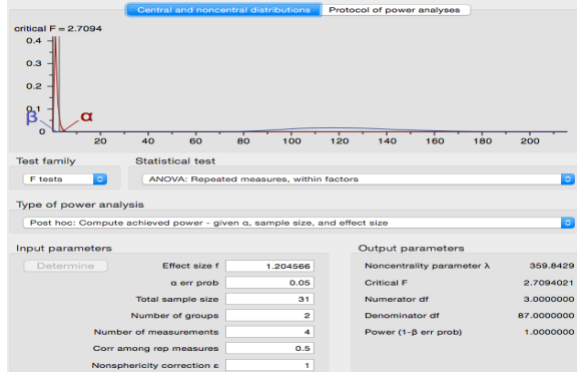 Central and noncentral distributions Protocol of power analyses
critical F = 2.7094
0.4
0.3
0.2
0.1
β α
0
20 40 60 80 100 120 140 160 180 200
Test family Statistical test
F tests ANOVA: Repeated measures, within factors
Type of power analysis
Post hoc: Compute achieved power - given α, sample size, and effect size
Input parameters Output parameters
Determine Effect size f 1.204566 Noncentrality parameter λ 359.8429
α err prob 0.05 Critical F 2.7094021
Total sample size 31 Numerator df 3.0000000
Number of groups 2 Denominator df 87.0000000
Number of measurements 4 Power (1-β err prob) 1.0000000
Corr among rep measures 0.5
Nonsphericity correction ε 1